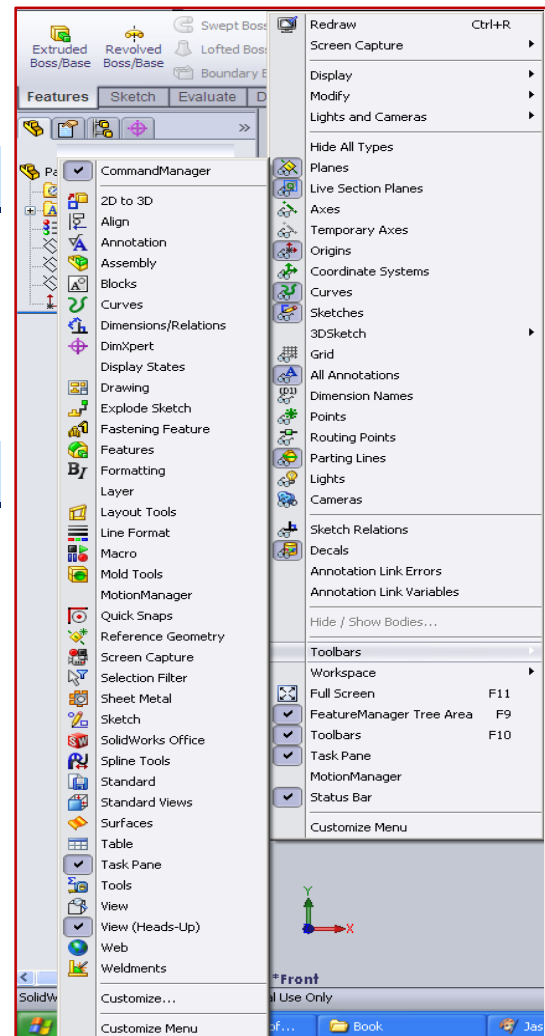 Extruded
Boss/Base
Revolved
Boss/Base
Swept Boss
Lofted Boss
Boundary B
Features
Sketch
Evaluate
D
»
Pa
CommandManager
2D to 3D
Align
Annotation
Assembly
Blocks
Curves
Dimensions/Relations
DimXpert
Display States
Drawing
Explode Sketch
Fastening Feature
Features
Formatting
Layer
Layout Tools
Line Format
Macro
Mold Tools
MotionManager
Quick Snaps
Reference Geometry
Screen Capture
Selection Filter
Sheet Metal
Sketch
SolidWorks Office
Spline Tools
Standard
Standard Views
Surfaces
Table
Task Pane
Tools
View
View (Heads-Up)
Web
Weldments
Customize...
Customize Menu
Redraw Ctrl+R
Screen Capture
Display
Modify
Lights and Cameras
Hide All Types
Planes
Live Section Planes
Axes
Temporary Axes
Origins
Coordinate Systems
Curves
Sketches
3DSketch
Grid
All Annotations
Dimension Names
Points
Routing Points
Parting Lines
Lights
Cameras
Sketch Relations
Decals
Annotation Link Errors
Annotation Link Variables
Hide / Show Bodies...
Toolbars
Workspace
Full Screen F11
FeatureManager Tree Area F9
Toolbars F10
Task Pane
MotionManager
Status Bar
Customize Menu
Y
X
*Front
SolidW
al Use Only
of...
Book
Jas